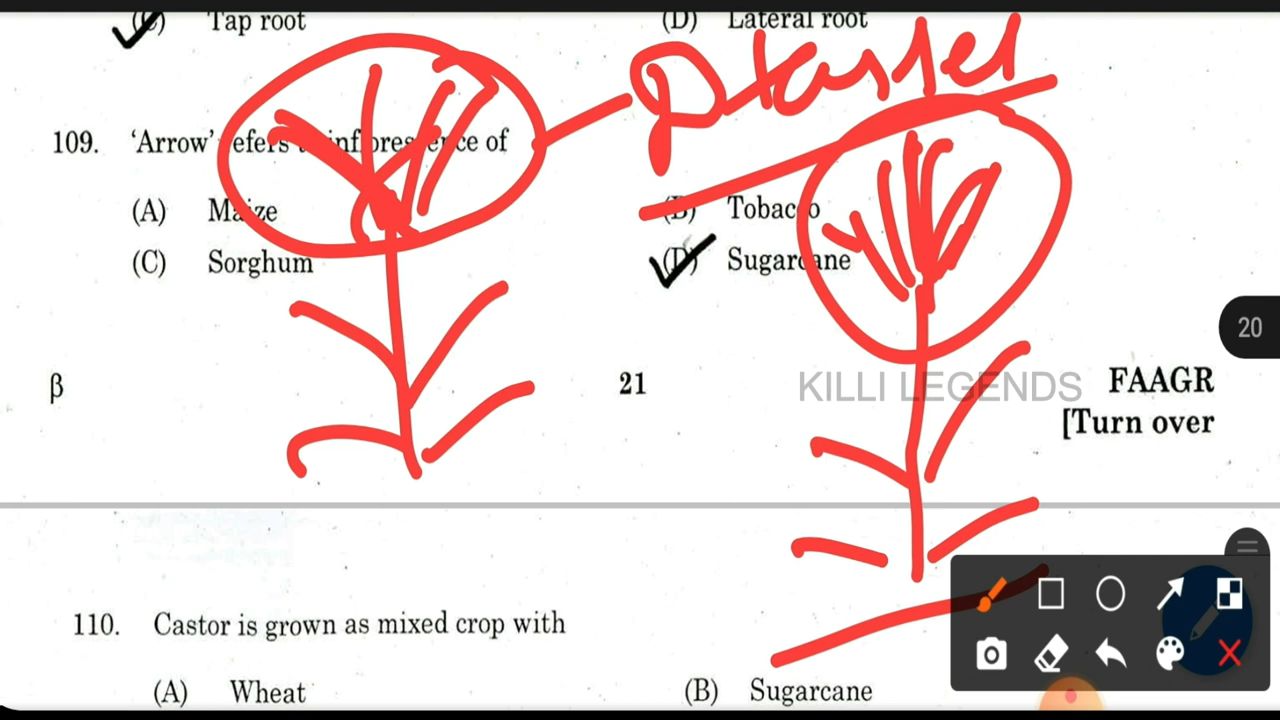 (C) Tap root (D) Lateral root
tassel
109. 'Arrow' refers to inflorescence of
(A) Maize (B) Tobacco
(C) Sorghum (D) Sugarcane
20
β 21 KILLI LEGENDS FAAGR
[Turn over
110. Castor is grown as mixed crop with
(A) Wheat (B) Sugarcane